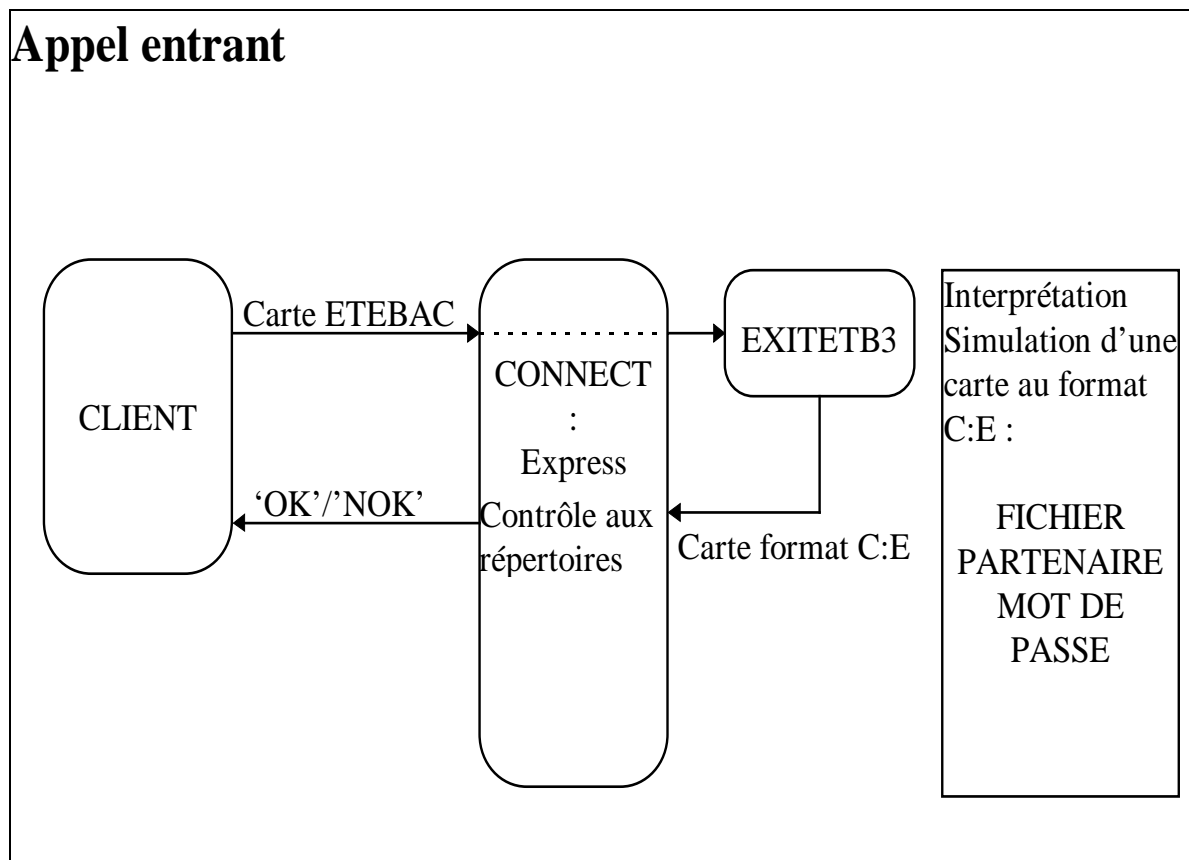 Appel entrant
CLIENT
Carte ETEBAC
‘OK’/’NOK’
CONNECT
:
Express
Contrôle aux
répertoires
EXITETB3
Carte format C:E
Interprétation
Simulation d’une
carte au format
C:E :
FICHIER
PARTENAIRE
MOT DE
PASSE